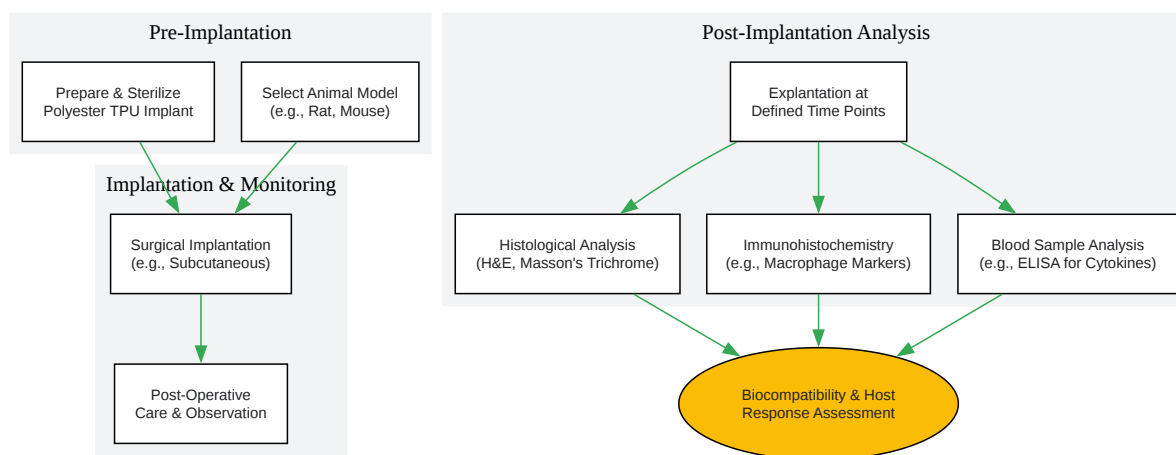 Pre-Implantation
Prepare & Sterilize
Polyester TPU Implant
Select Animal Model
(e.g., Rat, Mouse)
Implantation & Monitoring
Surgical Implantation
(e.g., Subcutaneous)
Post-Operative
Care & Observation
Post-Implantation Analysis
Explantation at
Defined Time Points
Histological Analysis
(H&E, Masson's Trichrome)
Immunohistochemistry
(e.g., Macrophage Markers)
Blood Sample Analysis
(e.g., ELISA for Cytokines)
Biocompatibility & Host
Response Assessment